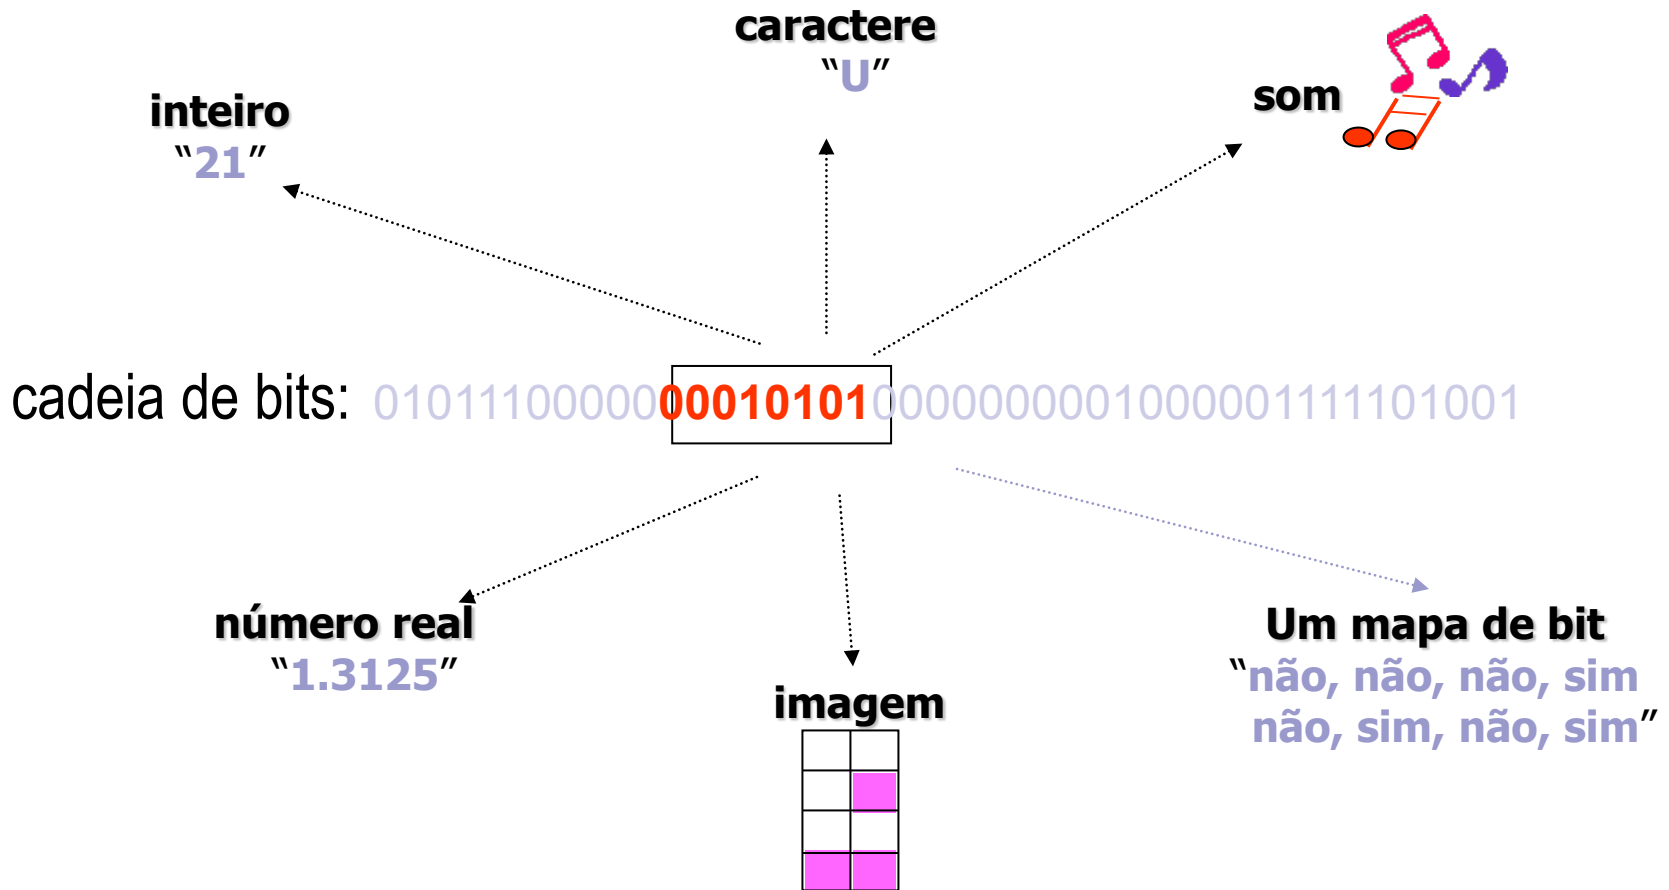 caractere
"U"
som
inteiro
"21"
cadeia de bits: 01011100000000101010000000001000001111101001
número real
"1.3125"
Um mapa de bit
"não, não, não, sim
não, sim, não, sim"
imagem